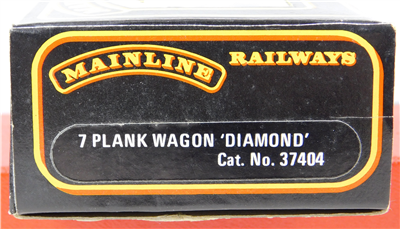 MAINLINE RAILWAYS
7 PLANK WAGON ‘DIAMOND’
Cat. No. 37404